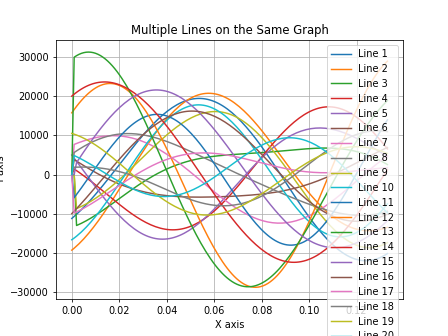 Multiple Lines on the Same Graph
30000
20000
10000
0
−10000
−20000
−30000
0.00
0.02
0.04
0.06
0.08
0.10
X axis
Line 1
Line 2
Line 3
Line 4
Line 5
Line 6
Line 7
Line 8
Line 9
Line 10
Line 11
Line 12
Line 13
Line 14
Line 15
Line 16
Line 17
Line 18
Line 19
Line 20